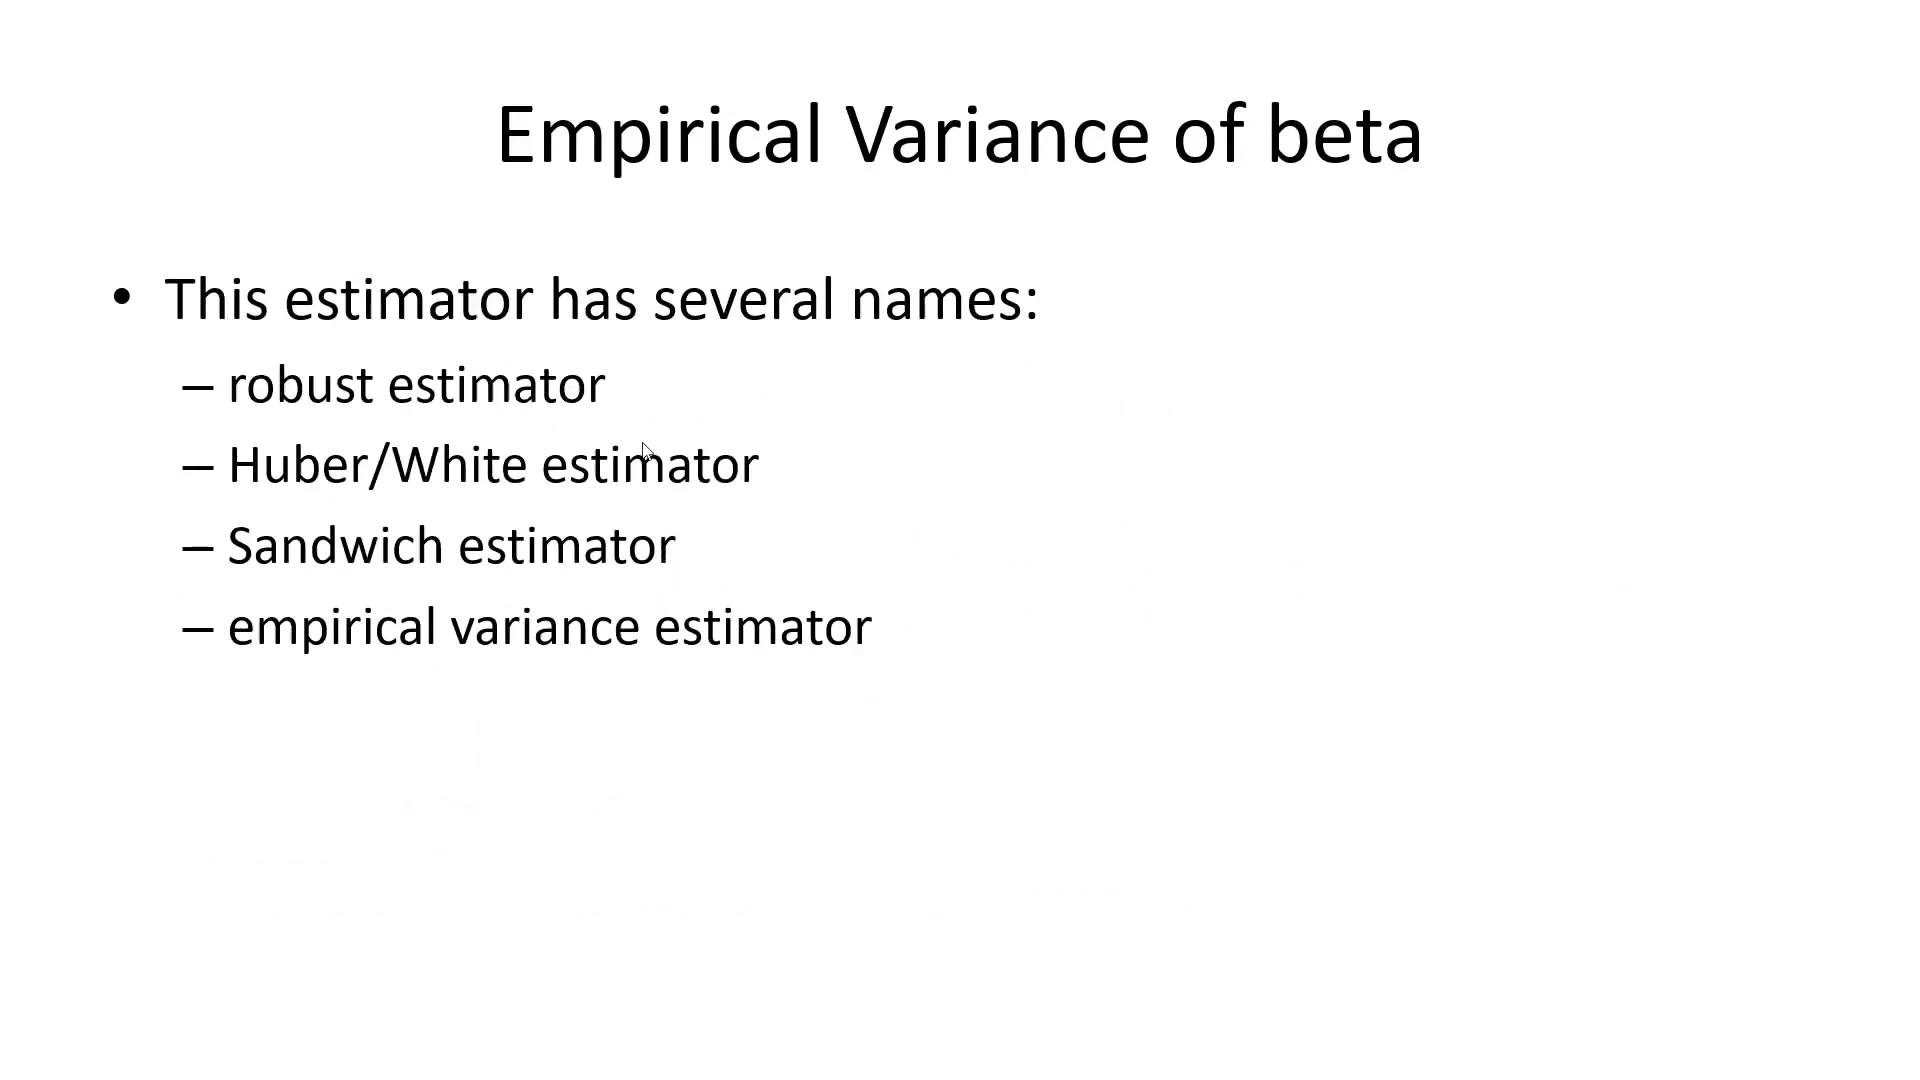 Empirical Variance of beta
• This estimator has several names:
– robust estimator
– Huber/White estimator
– Sandwich estimator
– empirical variance estimator